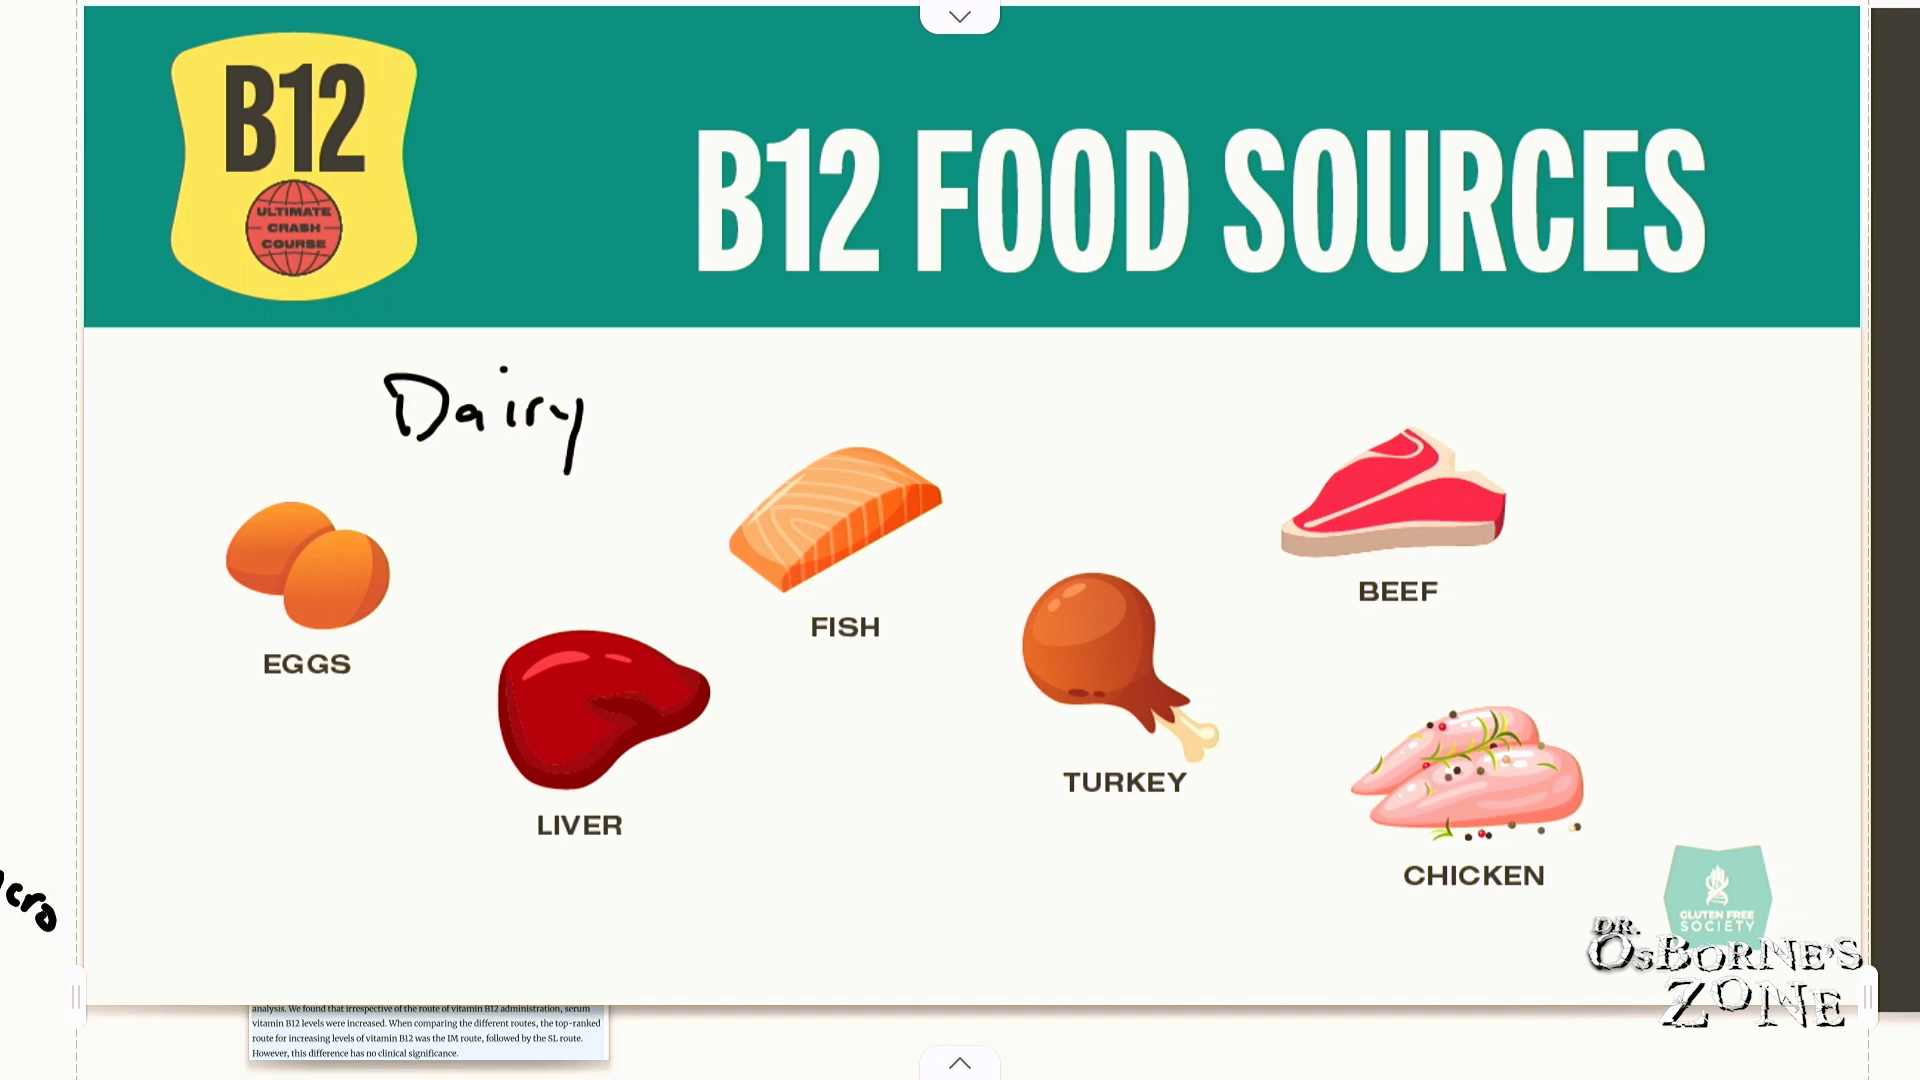 B12
ULTIMATE
CRASH
COURSE
B12 FOOD SOURCES
Dairy
EGGS
LIVER
FISH
TURKEY
BEEF
CHICKEN
GLUTEN FREE
SOCIETY
DR.
OSBORNE'S
ZONE
analysis. We found that irrespective of the route of vitamin B12 administration, serum
vitamin B12 levels were increased. When comparing the different routes, the top-ranked
route for increasing levels of vitamin B12 was the IM route, followed by the SL route.
However, this difference has no clinical significance.